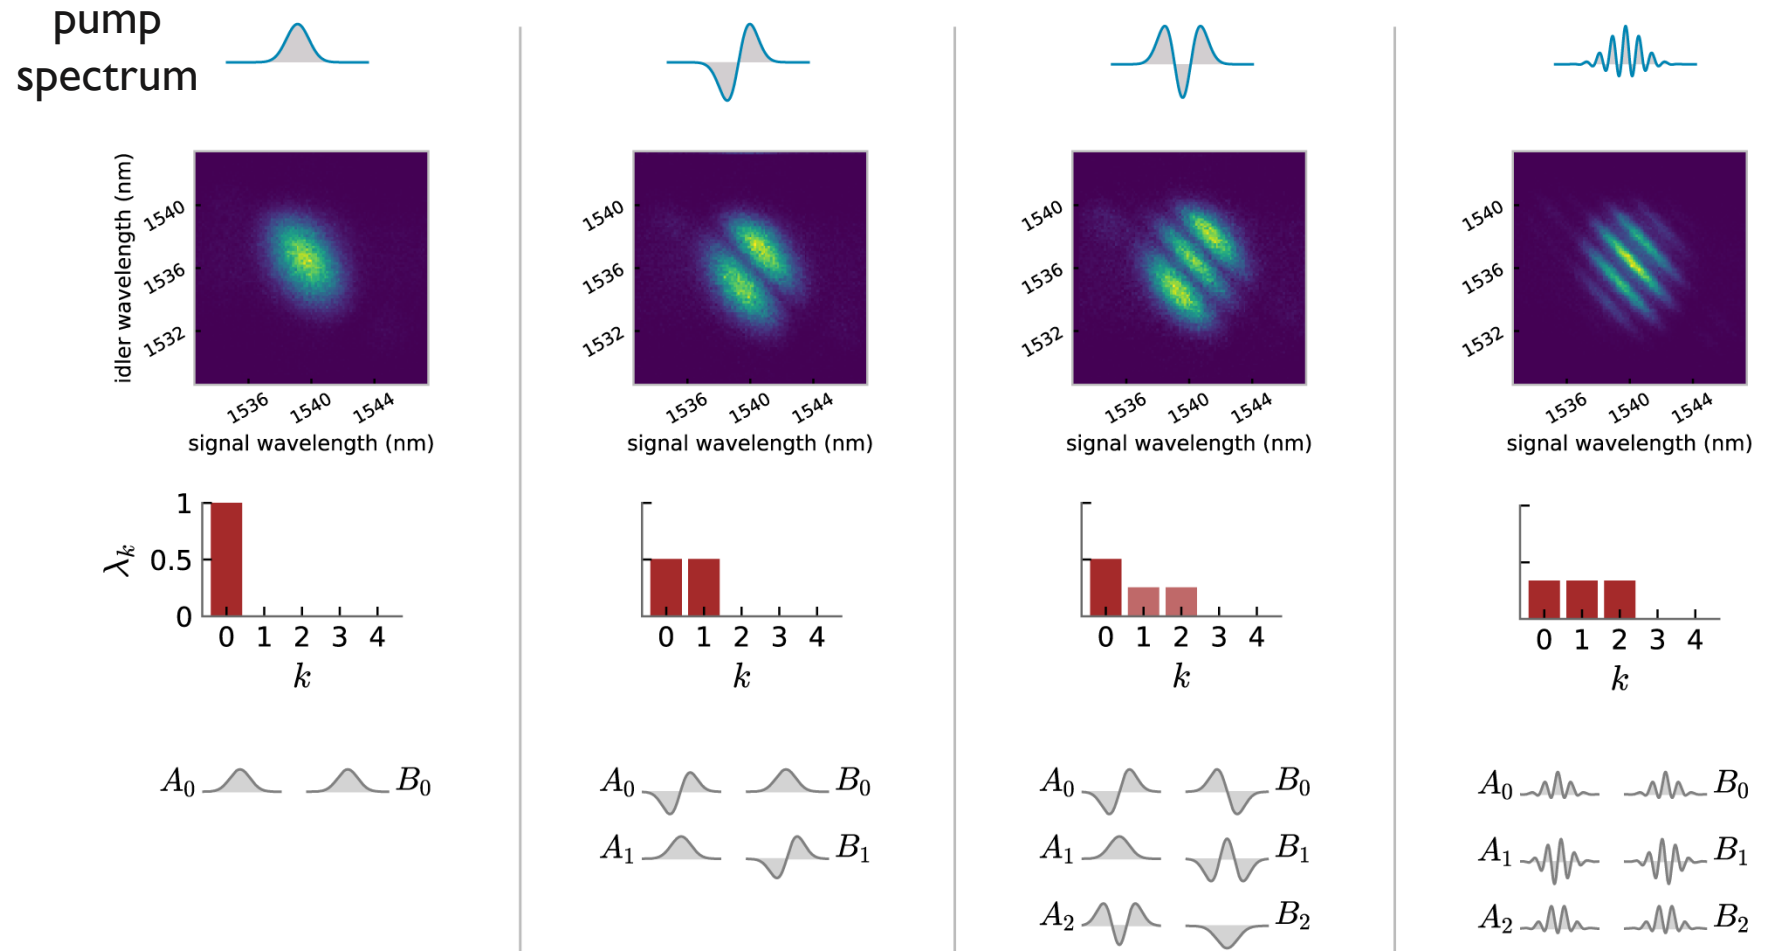 pump
spectrum
idler wavelength (nm)
1540
1536
1532
1536 1540 1544
signal wavelength (nm)
1540
1536
1532
1536 1540 1544
signal wavelength (nm)
1540
1536
1532
1536 1540 1544
signal wavelength (nm)
1540
1536
1532
1536 1540 1544
signal wavelength (nm)
λk
1
0.5
0
0 1 2 3 4
k
0 1 2 3 4
k
0 1 2 3 4
k
0 1 2 3 4
k
A0 B0
A0 B0
A1 B1
A0 B0
A1 B1
A2 B2
A0 B0
A1 B1
A2 B2